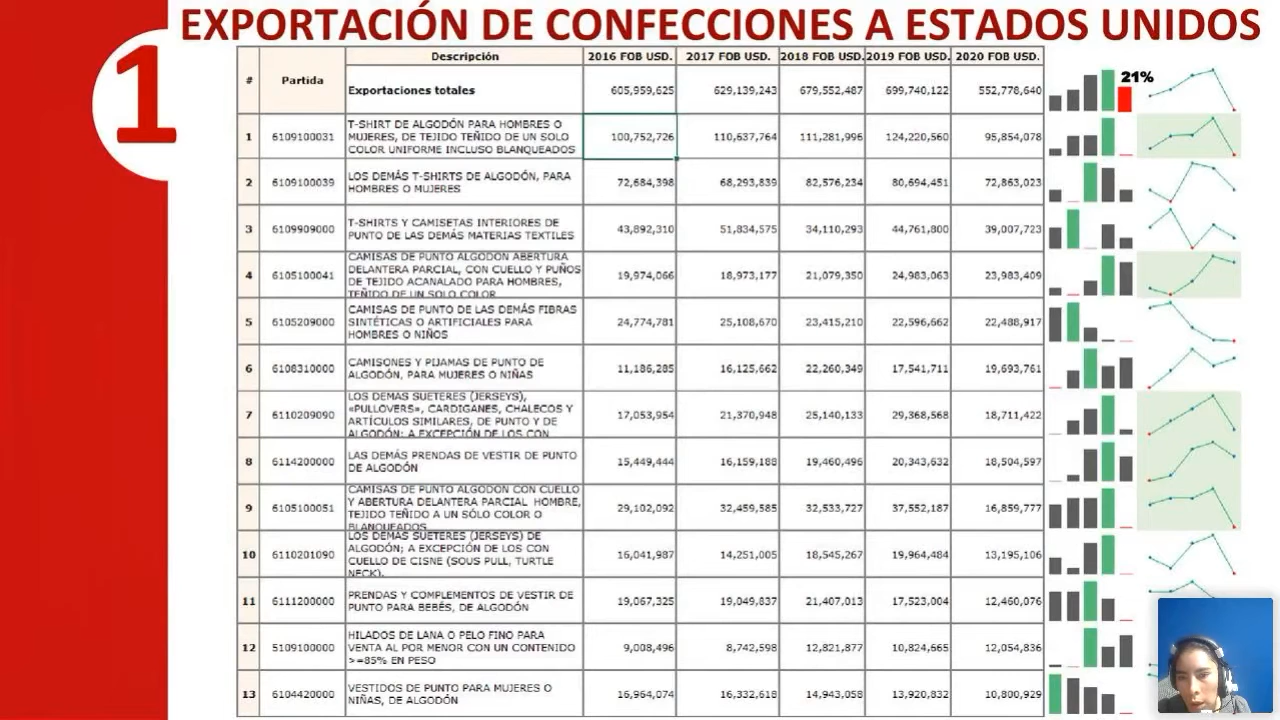 EXPORTACIÓN DE CONFECCIONES A ESTADOS UNIDOS
1
# Partida Descripción 2016 FOB USD. 2017 FOB USD. 2018 FOB USD. 2019 FOB USD. 2020 FOB USD.
Exportaciones totales 605,959,625 629,139,243 679,552,487 699,740,122 552,778,640
21%
1 6109100031 T-SHIRT DE ALGODÓN PARA HOMBRES O
MUJERES, DE TEJIDO TEÑIDO DE UN SOLO
COLOR UNIFORME INCLUSO BLANQUEADOS
100,752,726 110,637,764 111,281,996 124,220,560 95,854,078
2 6109100039 LOS DEMÁS T-SHIRTS DE ALGODÓN, PARA
HOMBRES O MUJERES
72,684,398 68,293,839 82,576,234 80,694,451 72,863,023
3 6109909000 T-SHIRTS Y CAMISETAS INTERIORES DE
PUNTO DE LAS DEMÁS MATERIAS TEXTILES
43,892,310 51,834,575 34,110,293 44,761,800 39,007,723
4 6105100041 CAMISAS DE PUNTO ALGODON ABERTURA
DELANTERA PARCIAL, CON CUELLO Y PUÑOS
DE TEJIDO ACANALADO PARA HOMBRES,
TEÑIDO DE UN SOLO COLOR
19,974,066 18,973,177 21,079,350 24,983,063 23,983,409
5 6105209000 CAMISAS DE PUNTO DE LAS DEMÁS FIBRAS
SINTÉTICAS O ARTIFICIALES PARA
HOMBRES O NIÑOS
24,774,781 25,108,670 23,415,210 22,596,662 22,488,917
6 6108310000 CAMISONES Y PIJAMAS DE PUNTO DE
ALGODÓN, PARA MUJERES O NIÑAS
11,186,285 16,125,662 22,260,349 17,541,711 19,693,761
7 6110209090 LOS DEMAS SUETERES (JERSEYS),
«PULLOVERS», CARDIGANES, CHALECOS Y
ARTÍCULOS SIMILARES, DE PUNTO Y DE
ALGODÓN; A EXCEPCIÓN DE LOS CON
17,053,954 21,370,948 25,140,133 29,368,568 18,711,422
8 6114200000 LAS DEMÁS PRENDAS DE VESTIR DE PUNTO
DE ALGODÓN
15,449,444 16,159,188 19,460,496 20,343,632 18,504,597
9 6105100051 CAMISAS DE PUNTO ALGODON CON CUELLO
Y ABERTURA DELANTERA PARCIAL HOMBRE,
TEJIDO TEÑIDO A UN SÓLO COLOR O
BLANQUEADOS
29,102,092 32,459,585 32,533,727 37,552,187 16,859,777
10 6110201090 LOS DEMAS SUETERES (JERSEYS) DE
ALGODÓN; A EXCEPCIÓN DE LOS CON
CUELLO DE CISNE (SOUS PULL, TURTLE
NECK).
16,041,987 14,251,005 18,545,267 19,964,484 13,195,106
11 6111200000 PRENDAS Y COMPLEMENTOS DE VESTIR DE
PUNTO PARA BEBÉS, DE ALGODÓN
19,067,325 19,049,837 21,407,013 17,523,004 12,460,076
12 5109100000 HILADOS DE LANA O PELO FINO PARA
VENTA AL POR MENOR CON UN CONTENIDO
>=85% EN PESO
9,008,496 8,742,598 12,821,877 10,824,665 12,054,836
13 6104420000 VESTIDOS DE PUNTO PARA MUJERES O
NIÑAS, DE ALGODÓN
16,964,074 16,332,618 14,943,058 13,920,832 10,800,929